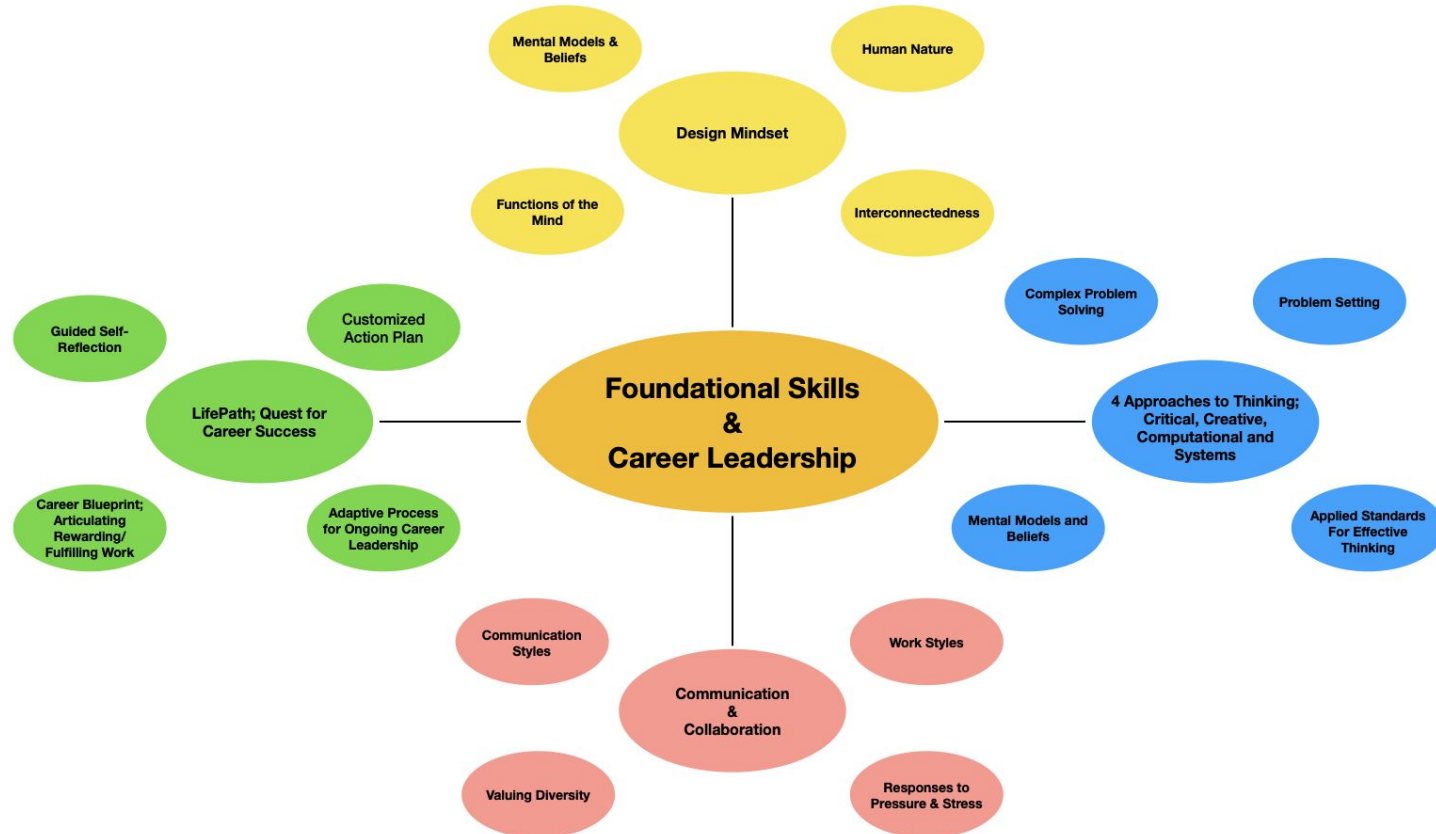 Mental Models &
Beliefs
Human Nature
Design Mindset
Functions of the
Mind
Interconnectedness
Complex Problem
Solving
Problem Setting
Guided Self-
Reflection
Customized
Action Plan
Foundational Skills
&
Career Leadership
LifePath; Quest for
Career Success
4 Approaches to Thinking;
Critical, Creative,
Computational and
Systems
Career Blueprint;
Articulating
Rewarding/
Fulfilling Work
Adaptive Process
for Ongoing Career
Leadership
Mental Models and
Beliefs
Applied Standards
For Effective
Thinking
Communication
Styles
Work Styles
Communication
&
Collaboration
Valuing Diversity
Responses to
Pressure & Stress